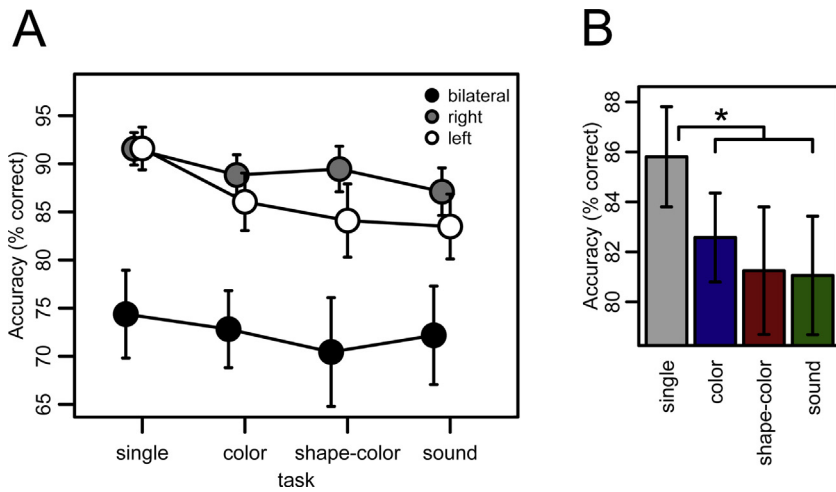 A
Accuracy (% correct)
95
90
85
80
75
70
65
bilateral
right
left
single color shape-color sound
task
B
Accuracy (% correct)
88
86
84
82
80
*
single
color
shape-color
sound